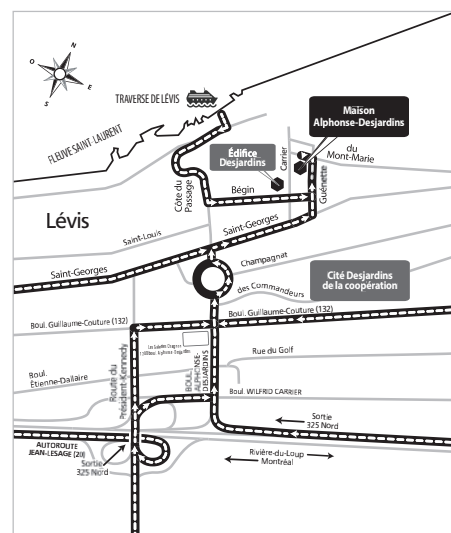 N
O
E
S
TRAVERSE DE LÉVIS
FLEUVE SAINT-LAURENT
Maison
Alphonse-Desjardins
Édifice
Desjardins
Carrier
du
Mont-Marie
Côte du
Passage
Bégin
Guénette
Lévis
Saint-Louis
Saint-Georges
Saint-Georges
Champagnat
Cité Desjardins
de la coopération
des Commandeurs
Boul. Guillaume-Couture (132)
Boul. Guillaume-Couture (132)
Alphonse-Desjardins
Rue du Golf
Boul.
Étienne-Dallaire
Route du
Président-Kennedy
BOUL.
ALPHONSE-
DESJARDINS
Boul. WILFRID CARRIER
Sortie
325 Nord
AUTOROUTE
JEAN-LESAGE (20)
Sortie
325 Nord
Rivière-du-Loup
Montréal